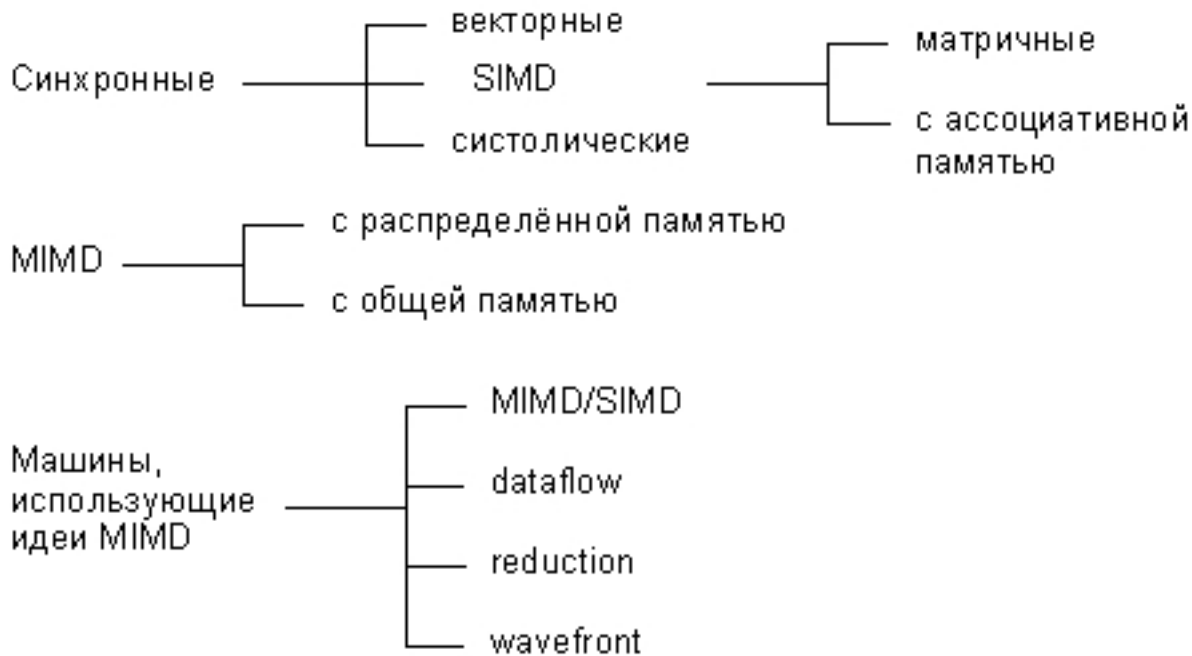 векторные
матричные
Синхронные
SIMD
с ассоциативной
памятью
систолические
с распределённой памятью
MIMD
с общей памятью
MIMD/SIMD
Машины,
использующие
идеи MIMD
dataflow
reduction
wavefront